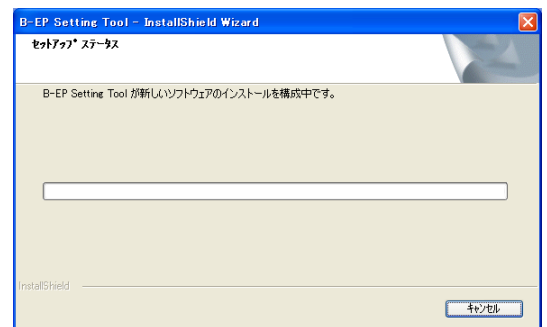 B-EP Setting Tool - InstallShield Wizard
ｾｯﾄｱｯﾌﾟ ｽﾃｰﾀｽ
B-EP Setting Tool が新しいソフトウェアのインストールを構成中です。
InstallShield
キャンセル